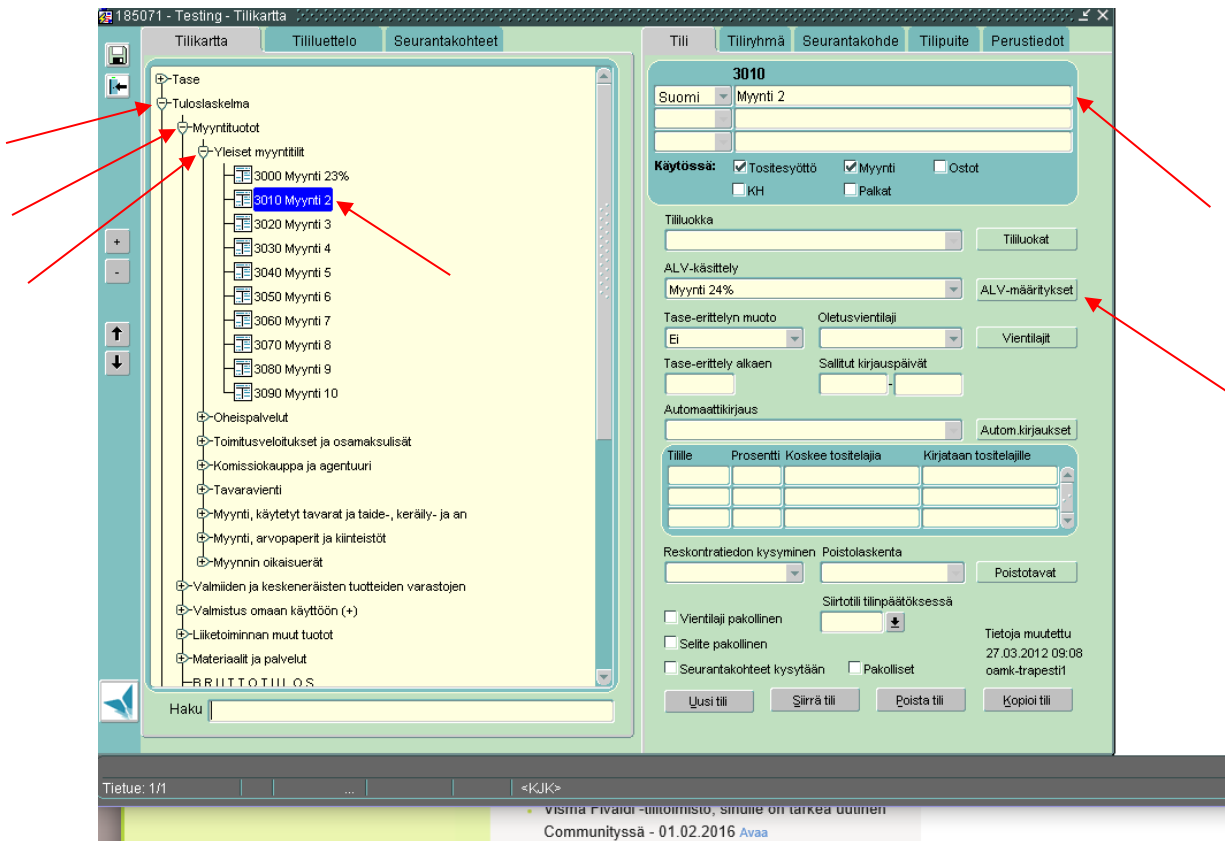 185071 - Testing - Tilikartta
Tilikartta Tililuettelo Seurantakohteet
Tase
Tuloslaskelma
Myyntituotot
Yleiset myyntitilit
3000 Myynti 23%
3010 Myynti 2
3020 Myynti 3
3030 Myynti 4
3040 Myynti 5
3050 Myynti 6
3060 Myynti 7
3070 Myynti 8
3080 Myynti 9
3090 Myynti 10
Oheispalvelut
Toimitusveloitukset ja osamaksulisät
Komissiokauppa ja agentuuri
Tavaravienti
Myynti, käytetyt tavarat ja taide-, keräily- ja an
Myynti, arvopaperit ja kiinteistöt
Myynnin oikaisuerät
Valmiiden ja keskeneräisten tuotteiden varastojen
Valmistus omaan käyttöön (+)
Liiketoiminnan muut tuotot
Materiaalit ja palvelut
B R U T T O T U L O S
+
-
Haku
Tili Tiliryhmä Seurantakohde Tilipuite Perustiedot
3010
Suomi Myynti 2
Käytössä: Tositesyöttö Myynti Ostot
KH Palkat
Tililuokka
Tililuokat
ALV-käsittely
Myynti 24% ALV-määritykset
Tase-erittelyn muoto Oletusvientilaji
Ei Vientilajit
Tase-erittely alkaen Sallitut kirjauspäivät
-
Automaattikirjaus
Autom.kirjaukset
Tilille Prosentti Koskee tositelajia Kirjataan tositelajille
Reskontratiedon kysyminen Poistolaskenta
Poistotavat
Siirtotili tilinpäätöksessä
Vientilaji pakollinen
Selite pakollinen
Seurantakohteet kysytään Pakolliset
Tietoja muutettu
27.03.2012 09:08
oamk-trapesti1
Uusi tili Siirrä tili Poista tili Kopioi tili
Tietue: 1/1 ... <KJK>
Visma Fivaldi -tilitoimisto, sinulle on tärkeä uutinen
Communityssä - 01.02.2016 Avaa